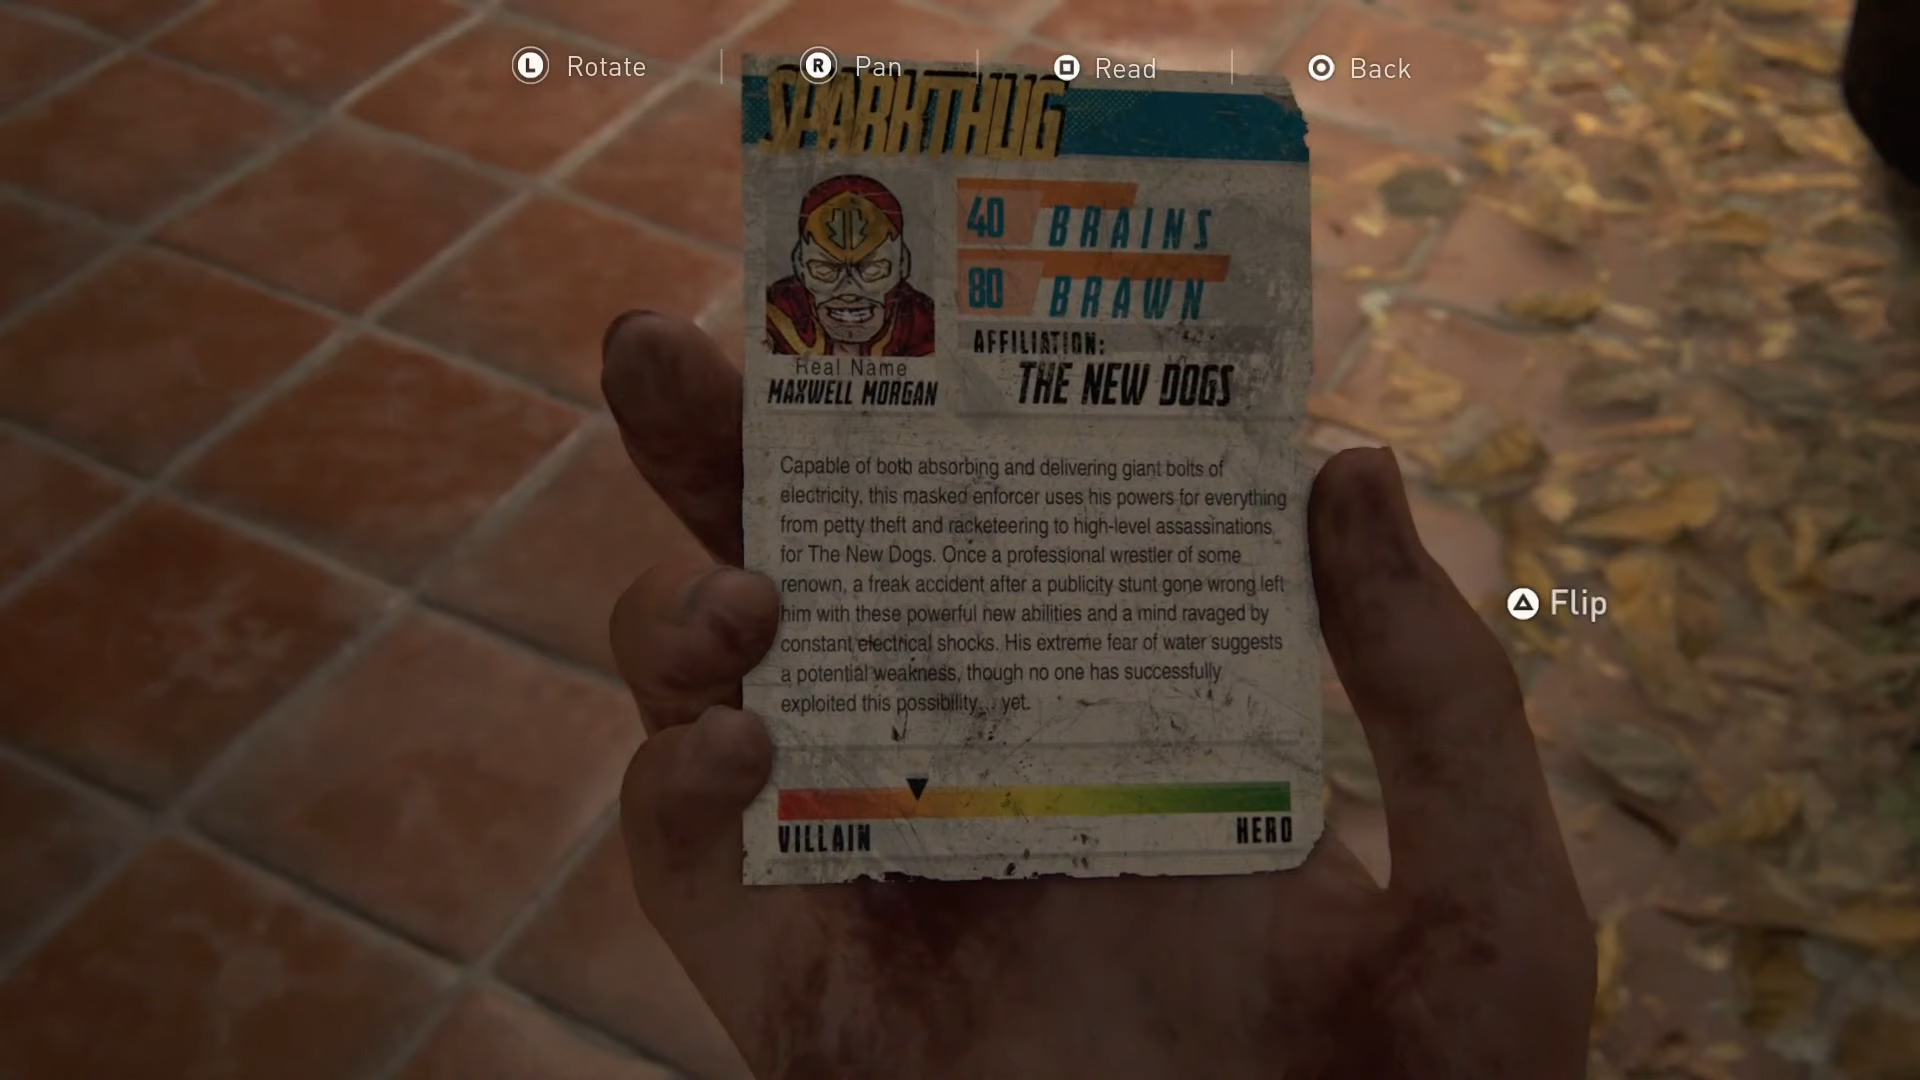 L Rotate R Pan Read Back
SPARKTHUG
40 BRAINS
80 BRAWN
AFFILIATION:
THE NEW DOGS
Real Name
MAXWELL MORGAN
Capable of both absorbing and delivering giant bolts of
electricity, this masked enforcer uses his powers for everything
from petty theft and racketeering to high-level assassinations
for The New Dogs. Once a professional wrestler of some
renown, a freak accident after a publicity stunt gone wrong left
him with these powerful new abilities and a mind ravaged by
constant electrical shocks. His extreme fear of water suggests
a potential weakness, though no one has successfully
exploited this possibility... yet.
Flip
VILLAIN HERO